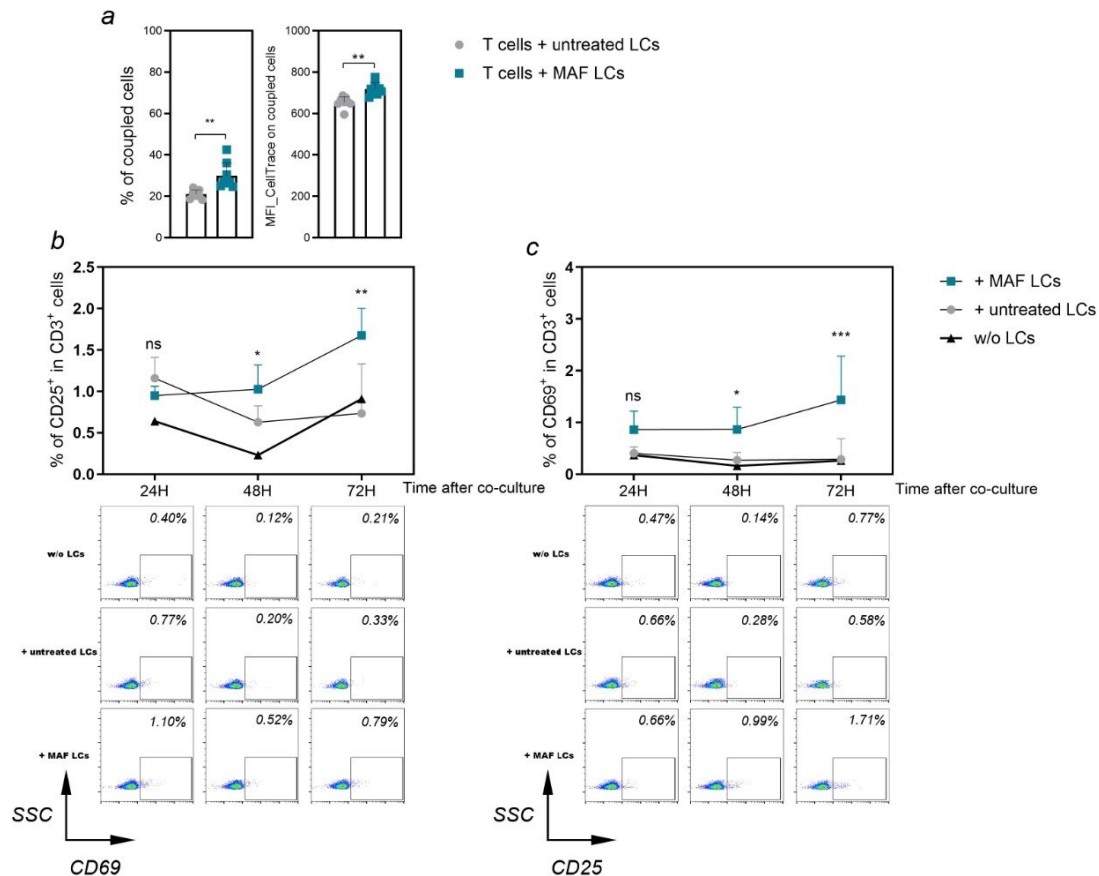 a
100
80
60
40
20
0
% of coupled cells
**
1000
800
600
400
200
0
MFI_CellTrace on coupled cells
**
T cells + untreated LCs
T cells + MAF LCs
b
2.5
2.0
1.5
1.0
0.5
0.0
% of CD25+ in CD3+ cells
ns
*
**
24H 48H 72H Time after co-culture
c
4
3
2
1
0
% of CD69+ in CD3+ cells
ns
*
***
24H 48H 72H Time after co-culture
+ MAF LCs
+ untreated LCs
w/o LCs
w/o LCs
0.40% 0.12% 0.21%
+ untreated LCs
0.77% 0.20% 0.33%
+ MAF LCs
1.10% 0.52% 0.79%
SSC
CD69
w/o LCs
0.47% 0.14% 0.77%
+ untreated LCs
0.66% 0.28% 0.58%
+ MAF LCs
0.66% 0.99% 1.71%
SSC
CD25